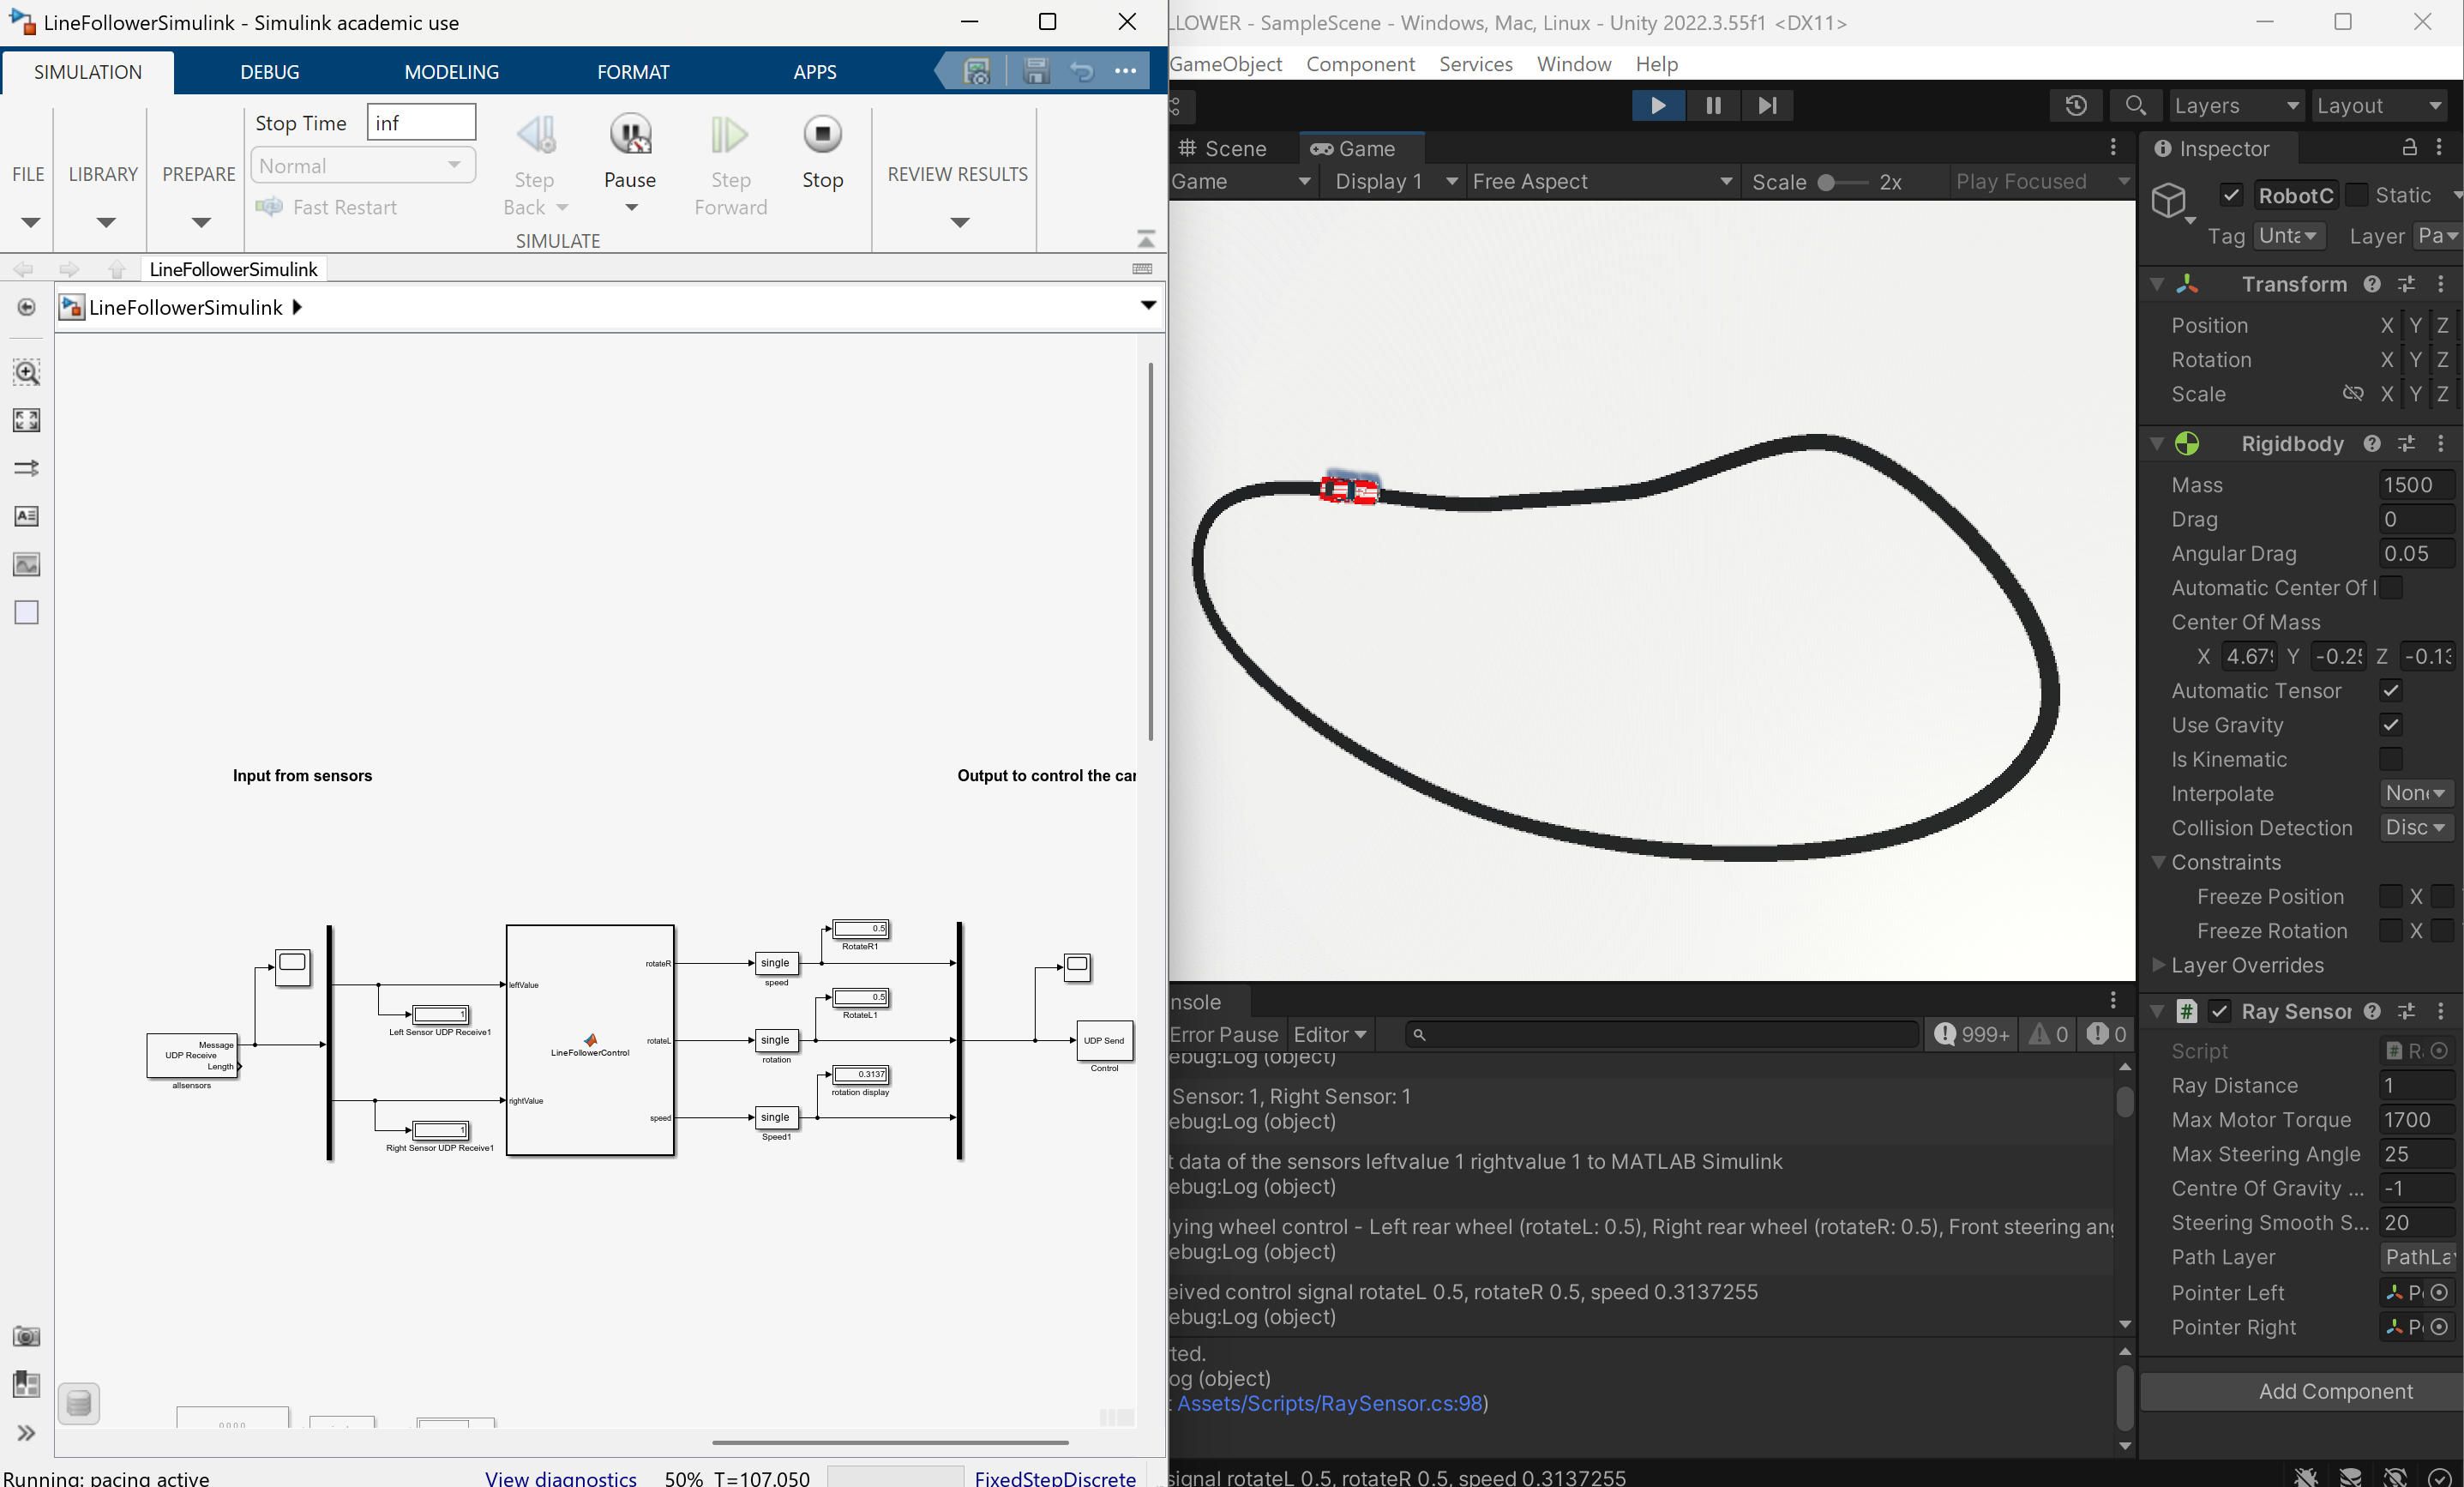 LineFollowerSimulink - Simulink academic use
SIMULATION DEBUG MODELING FORMAT APPS
Stop Time inf
Normal
Fast Restart
FILE LIBRARY PREPARE
Step Back
Pause
Step Forward
Stop
REVIEW RESULTS
SIMULATE
LineFollowerSimulink
LineFollowerSimulink
Input from sensors
Output to control the car
Message
UDP Receive
Length
allsensors
1
Left Sensor UDP Receive1
1
Right Sensor UDP Receive1
leftValue
rightValue
LineFollowerControl
rotateR
rotateL
speed
single
speed
single
rotation
single
Speed1
0.5
RotateR1
0.5
RotateL1
0.3137
rotation display
UDP Send
Control
Running: pacing active
View diagnostics 50% T=107.050 FixedStepDiscrete
LLOWER - SampleScene - Windows, Mac, Linux - Unity 2022.3.55f1 <DX11>
GameObject Component Services Window Help
Layers Layout
Scene Game
Game Display 1 Free Aspect Scale 2x Play Focused
nsole
Error Pause Editor 999+ 0 0
ebug:Log (object)
Sensor: 1, Right Sensor: 1
ebug:Log (object)
t data of the sensors leftvalue 1 rightvalue 1 to MATLAB Simulink
ebug:Log (object)
lying wheel control - Left rear wheel (rotateL: 0.5), Right rear wheel (rotateR: 0.5), Front steering ang
ebug:Log (object)
eived control signal rotateL 0.5, rotateR 0.5, speed 0.3137255
ebug:Log (object)
ted.
og (object)
Assets/Scripts/RaySensor.cs:98)
signal rotateL 0.5, rotateR 0.5, speed 0.3137255
Inspector
RobotC Static
Tag Unta Layer Pa
Transform
Position X Y Z
Rotation X Y Z
Scale X Y Z
Rigidbody
Mass 1500
Drag 0
Angular Drag 0.05
Automatic Center Of
Center Of Mass
X 4.679 Y -0.25 Z -0.13
Automatic Tensor
Use Gravity
Is Kinematic
Interpolate None
Collision Detection Disc
Constraints
Freeze Position X
Freeze Rotation X
Layer Overrides
# Ray Sensor
Script # R
Ray Distance 1
Max Motor Torque 1700
Max Steering Angle 25
Centre Of Gravity ... -1
Steering Smooth S... 20
Path Layer PathLa
Pointer Left P
Pointer Right P
Add Component